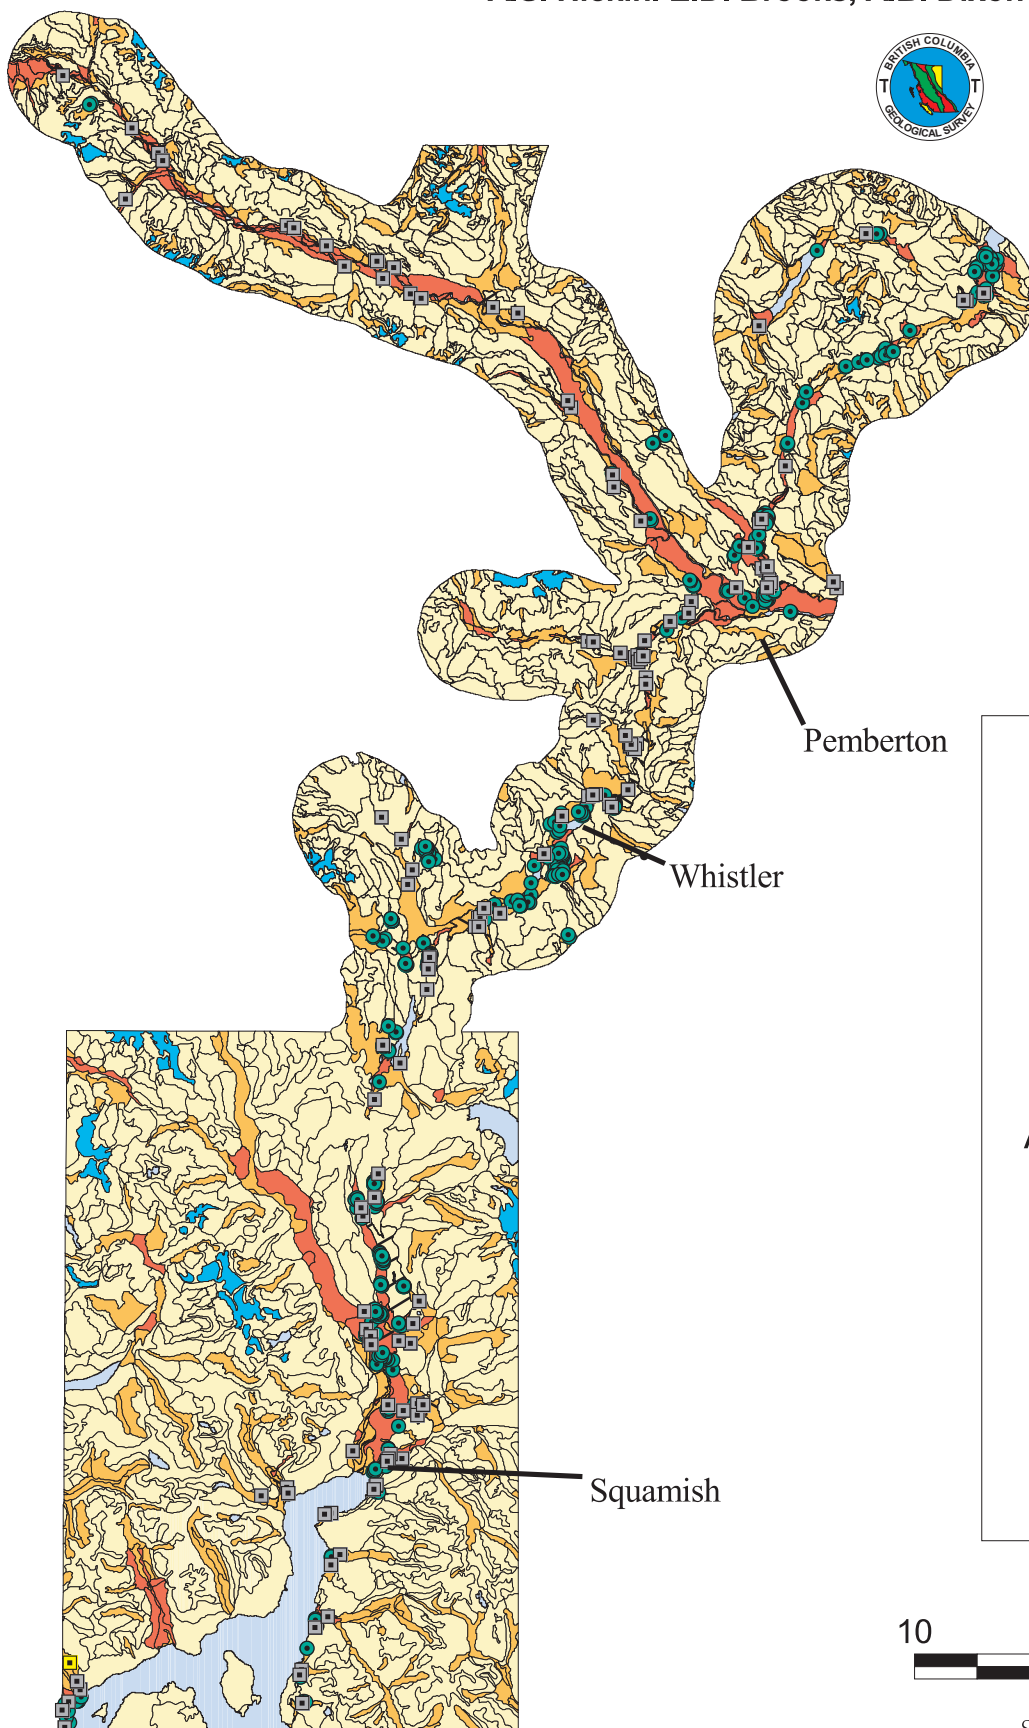 BRITISH COLUMBIA
T T
GEOLOGICAL SURVEY
Pemberton
Whistler
Squamish
10